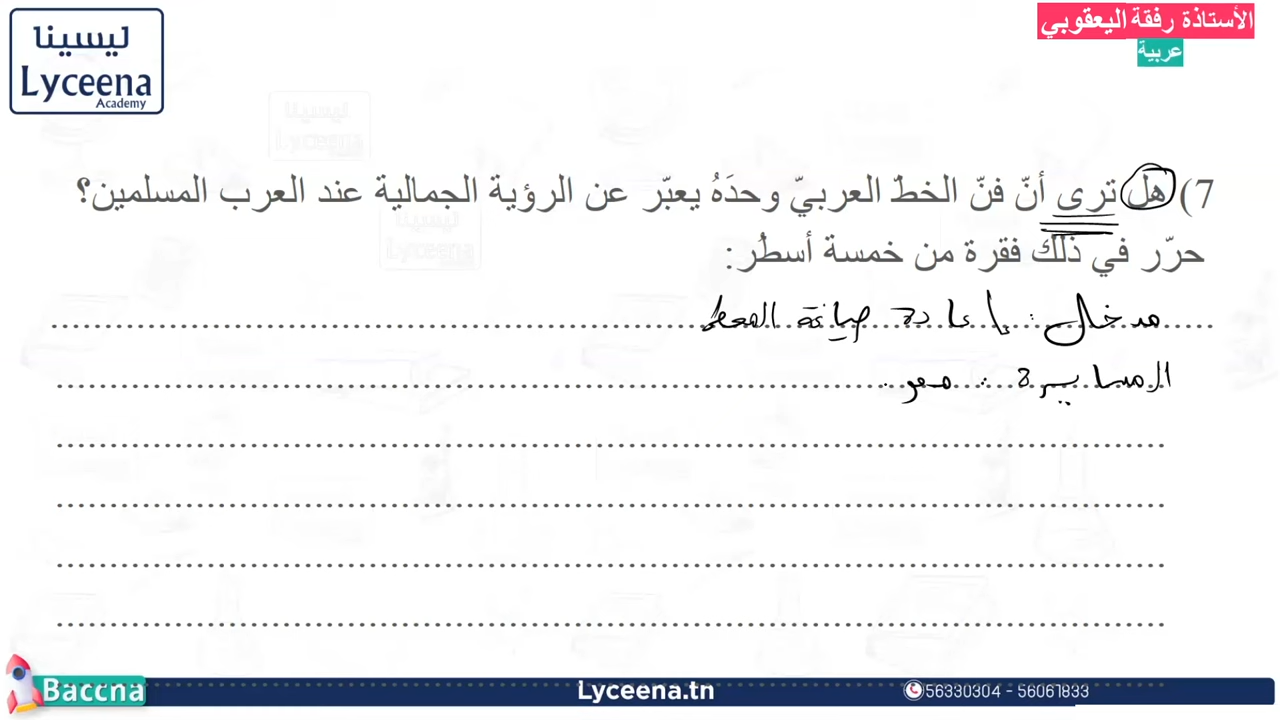 ليسينا
Lyceena
Academy
الأستاذة رفقة اليعقوبي
عربية
7) هل ترى أنّ فنّ الخطّ العربيّ وحدَهُ يعبّر عن الرؤية الجمالية عند العرب المسلمين؟
حرّر في ذلك فقرة من خمسة أسطُر:
مدخل : إعادة صياغة المعطى
المسايرة :
Baccna
Lyceena.tn
56330304 - 56061833